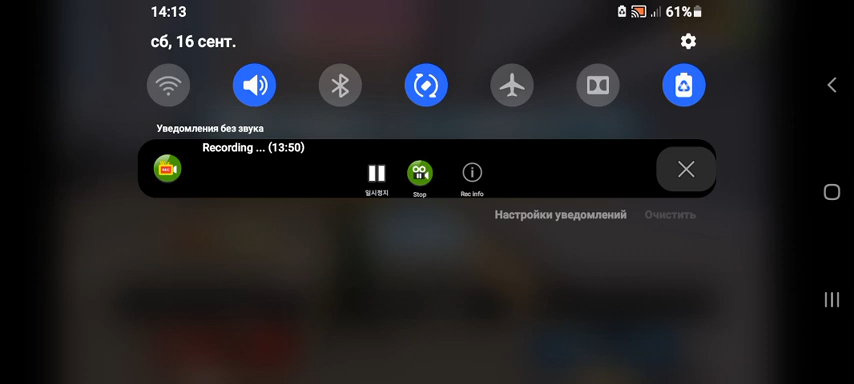 14:13
61%
сб, 16 сент.
Уведомления без звука
Recording ... (13:50)
REC
일시정지
Stop
Rec info
Настройки уведомлений
Очистить